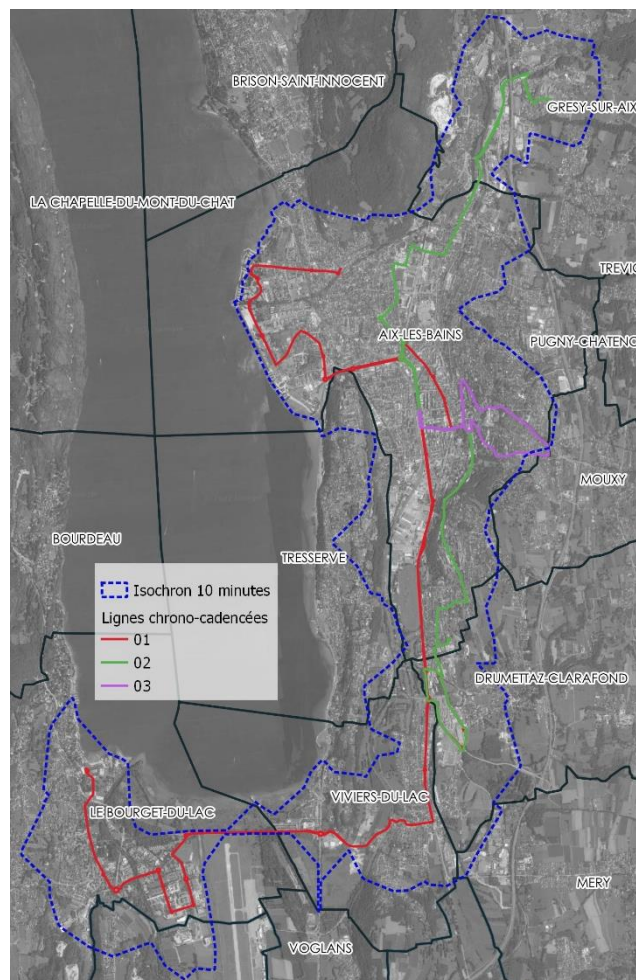 BRISON-SAINT-INNOCENT
GRESY-SUR-AIX
LA CHAPELLE-DU-MONT-DU-CHAT
TREVIG
AIX-LES-BAINS
PUGNY-CHATENO
MOUXY
BOURDEAU
TRESSERVE
Isochron 10 minutes
Lignes chrono-cadencées
01
02
03
DRUMETTAZ-CLARAFOND
VIVIERS-DU-LAC
LE BOURGET-DU-LAC
MERY
VOGLANS